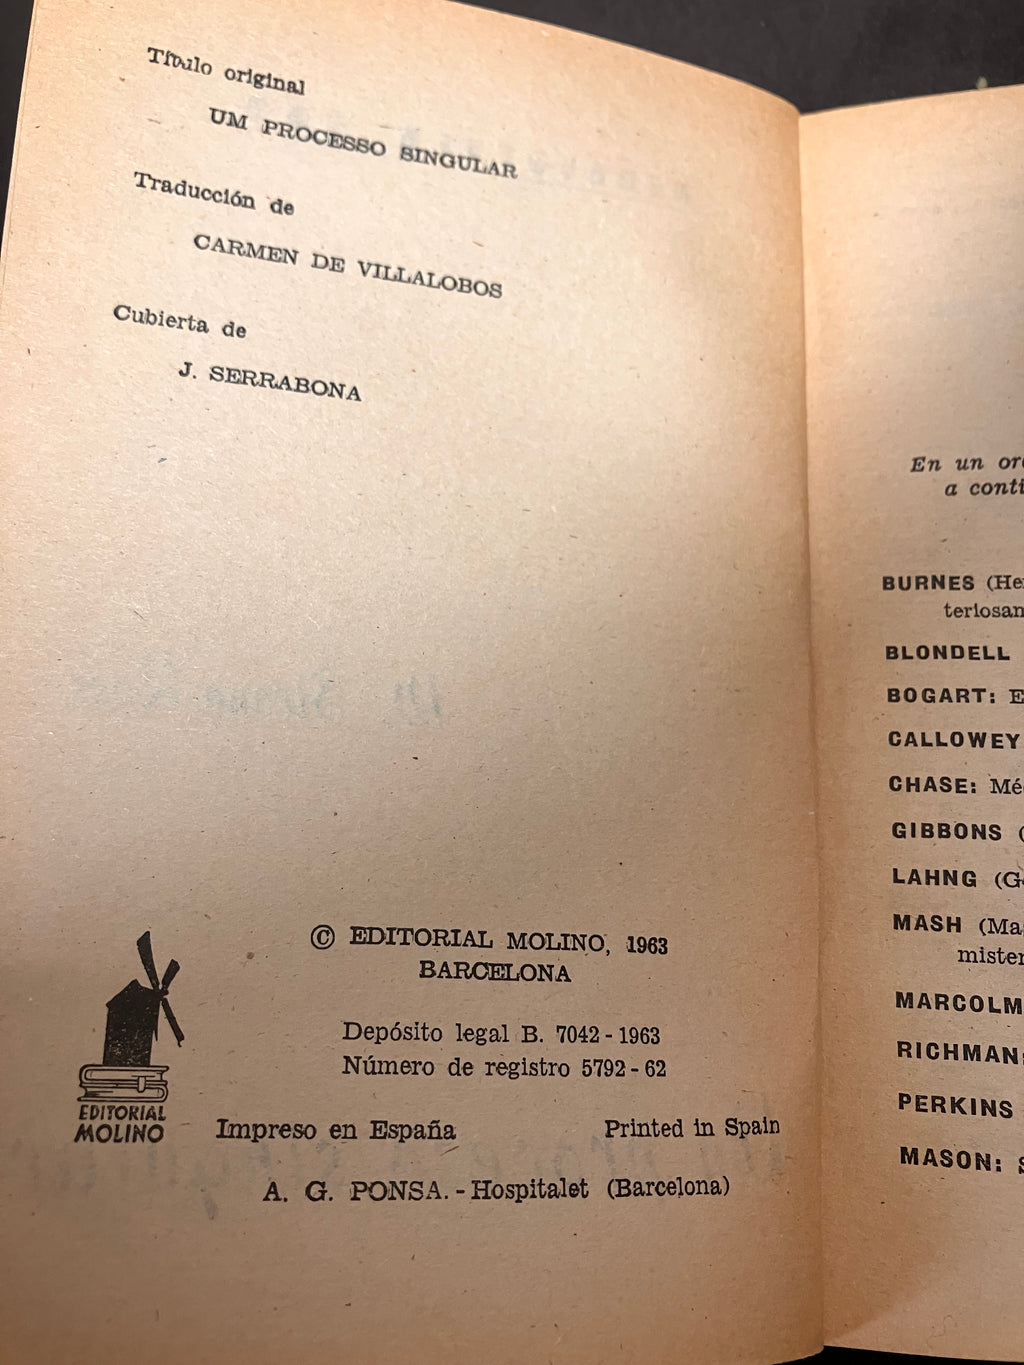 Título original
UM PROCESSO SINGULAR
Traducción de
CARMEN DE VILLALOBOS
Cubierta de
J. SERRABONA
© EDITORIAL MOLINO, 1963
BARCELONA
Depósito legal B. 7042 - 1963
Número de registro 5792 - 62
EDITORIAL
MOLINO
Impreso en España Printed in Spain
A. G. PONSA. - Hospitalet (Barcelona)
En un
a
BURNES
BLONDELL
BOGART:
CALLOWEY
CHASE:
GIBBONS
LAHNG
MASH
MARCOLM
RICHMAN:
PERKINS
MASON: